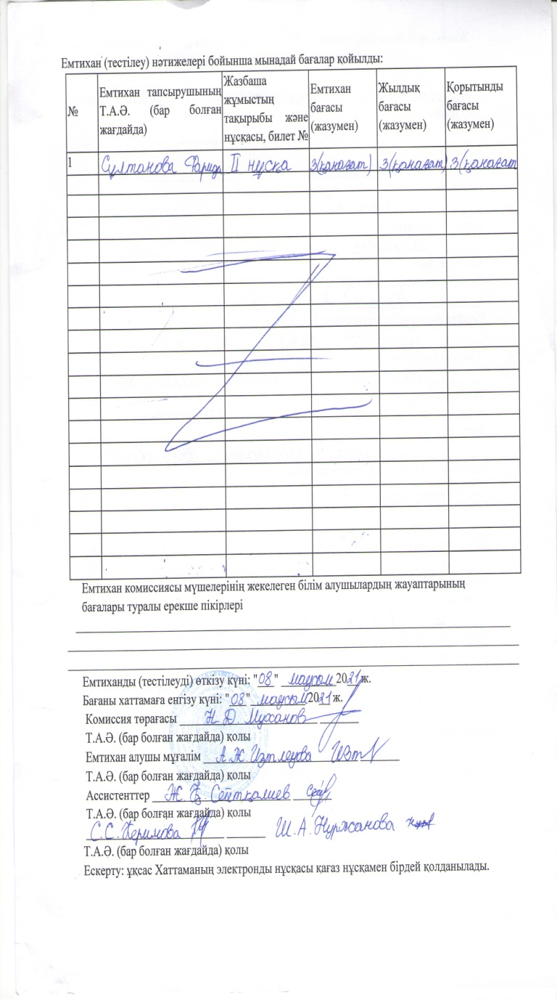 Емтихан (тестілеу) нәтижелері бойынша мынадай бағалар қойылды:
№
Емтихан тапсырушының Т.А.Ә. (бар болған жағдайда)
Жазбаша жұмыстың тақырыбы және нұсқасы, билет №
Емтихан бағасы (жазумен)
Жылдық бағасы (жазумен)
Қорытынды бағасы (жазумен)
1 Сұлтанова Фарида II нұсқа 3(қанағат) 3(қанағат) 3(қанағат
Емтихан комиссиясы мүшелерінің жекелеген білім алушылардың жауаптарының
бағалары туралы ерекше пікірлері
Емтиханды (тестілеуді) өткізу күні: "08" маусым 2021 ж.
Бағаны хаттамаға енгізу күні: "08" маусым 2021 ж.
Комиссия төрағасы Н.Д. Мұханов
Т.А.Ә. (бар болған жағдайда) қолы
Емтихан алушы мұғалім А.Ж. Изтлеуова
Т.А.Ә. (бар болған жағдайда) қолы
Ассистенттер Ж.Қ. Сейтқалиев
Т.А.Ә. (бар болған жағдайда) қолы
С.С. Керимова Ш.А. Нұржанова
Т.А.Ә. (бар болған жағдайда) қолы
Ескерту: ұқсас Хаттаманың электронды нұсқасы қағаз нұсқамен бірдей қолданылады.